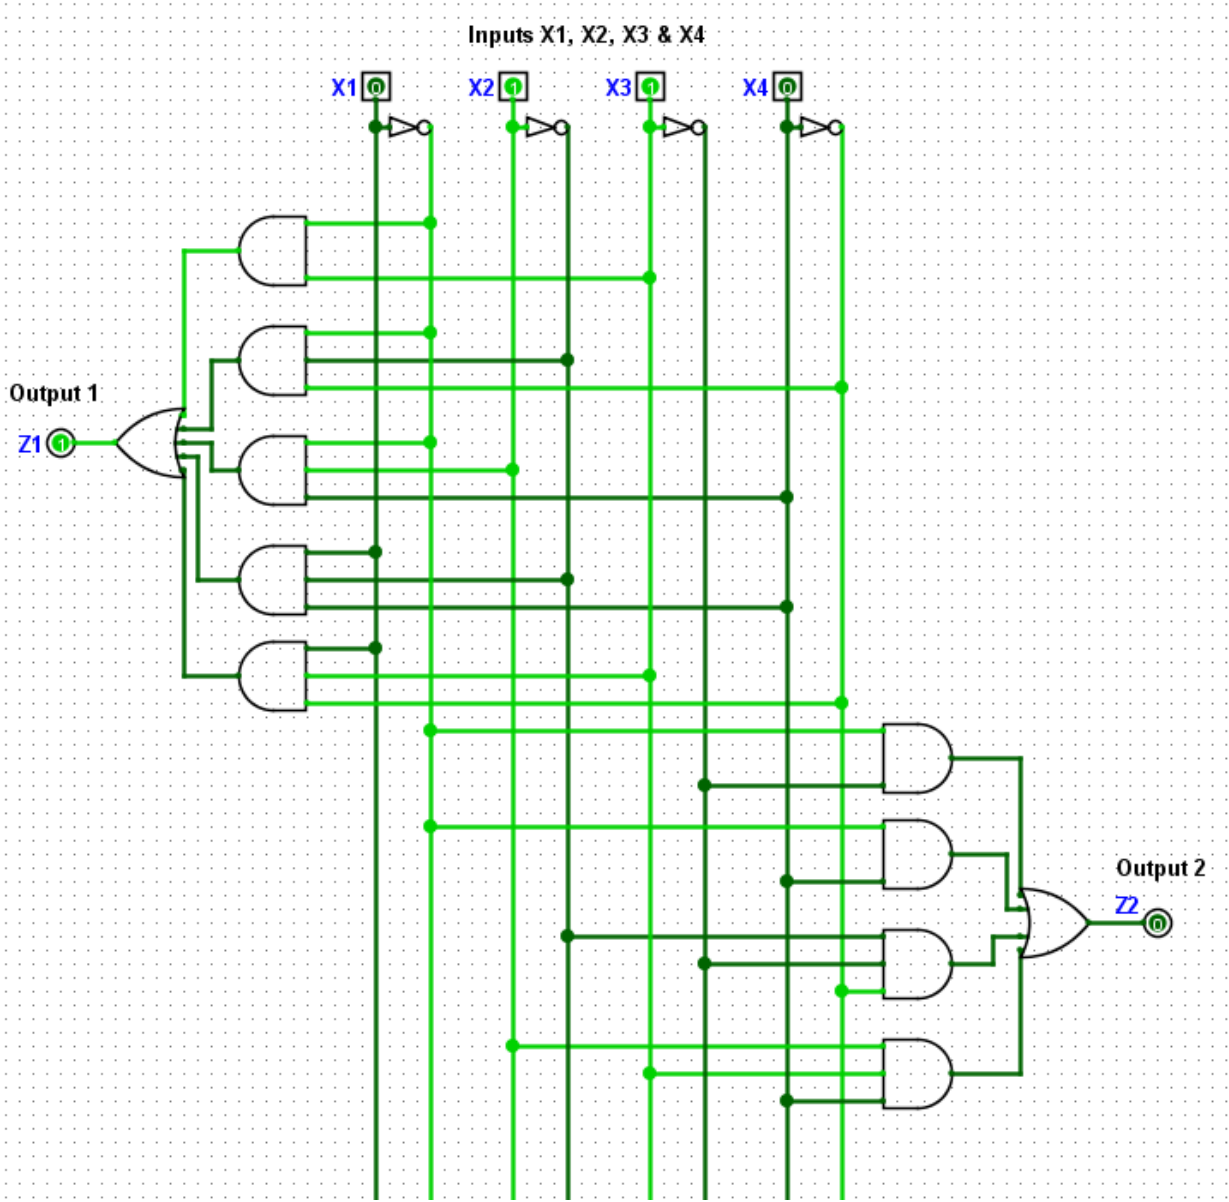 Inputs X1, X2, X3 & X4
X1 0 X2 1 X3 1 X4 0
Output 1
Z1 1
Output 2
Z2 0